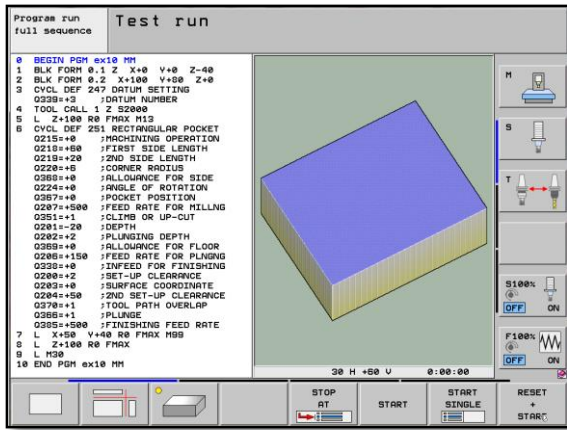 Program run
full sequence
Test run
0 BEGIN PGM ex10 MM
1 BLK FORM 0.1 Z X+0 Y+0 Z-40
2 BLK FORM 0.2 X+100 Y+80 Z+0
3 CYCL DEF 247 DATUM SETTING
Q339=+3 ;DATUM NUMBER
4 TOOL CALL 1 Z S2000
5 L Z+100 R0 FMAX M13
6 CYCL DEF 251 RECTANGULAR POCKET
Q215=+0 ;MACHINING OPERATION
Q218=+60 ;FIRST SIDE LENGTH
Q219=+20 ;2ND SIDE LENGTH
Q220=+6 ;CORNER RADIUS
Q368=+0 ;ALLOWANCE FOR SIDE
Q224=+0 ;ANGLE OF ROTATION
Q367=+0 ;POCKET POSITION
Q207=+500 ;FEED RATE FOR MILLNG
Q351=+1 ;CLIMB OR UP-CUT
Q201=-20 ;DEPTH
Q202=+2 ;PLUNGING DEPTH
Q369=+0 ;ALLOWANCE FOR FLOOR
Q206=+150 ;FEED RATE FOR PLNGNG
Q338=+0 ;INFEED FOR FINISHING
Q200=+2 ;SET-UP CLEARANCE
Q203=+0 ;SURFACE COORDINATE
Q204=+50 ;2ND SET-UP CLEARANCE
Q370=+1 ;TOOL PATH OVERLAP
Q366=+1 ;PLUNGE
Q385=+500 ;FINISHING FEED RATE
7 L X+50 Y+40 R0 FMAX M99
8 L Z+100 R0 FMAX
9 L M30
10 END PGM ex10 MM
30 H +60 V 0:00:00
M
S
T
S100%
OFF ON
F100%
OFF ON
STOP
AT
START
START
SINGLE
RESET
+
START